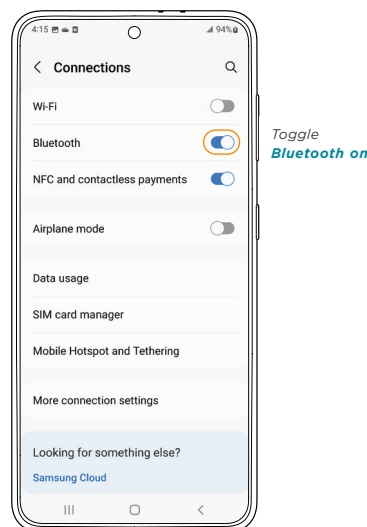 4:15 94%
Connections
Wi-Fi
Bluetooth
NFC and contactless payments
Airplane mode
Data usage
SIM card manager
Mobile Hotspot and Tethering
More connection settings
Looking for something else?
Samsung Cloud
Toggle
Bluetooth on